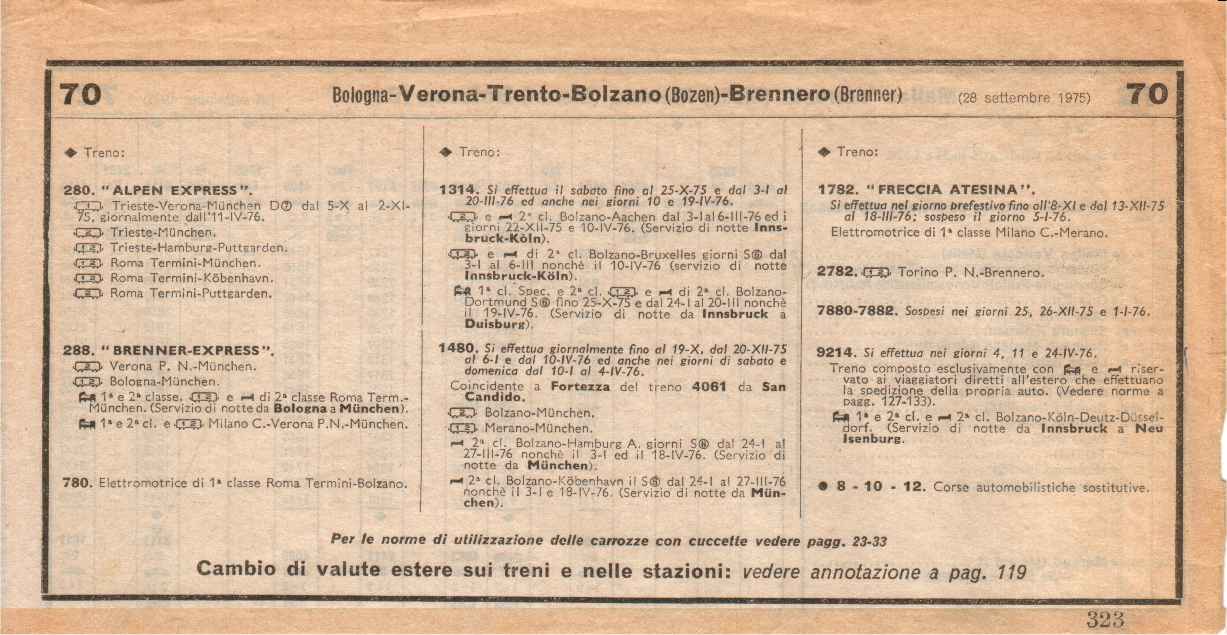 70 Bologna-Verona-Trento-Bolzano (Bozen)-Brennero (Brenner) (28 settembre 1975) 70
◆ Treno:
280. "ALPEN EXPRESS".
Trieste-Verona-München D⑦ dal 5-X al 2-XI-
75, giornalmente dall'11-IV-76.
Trieste-München.
Trieste-Hamburg-Puttgarden.
Roma Termini-München.
Roma Termini-Köbenhavn.
Roma Termini-Puttgarden.
288. "BRENNER-EXPRESS".
Verona P. N.-München.
Bologna-München.
1ª e 2ª classe, e di 2ª classe Roma Term.-
München. (Servizio di notte da Bologna a München).
1ª e 2ª cl. e Milano C.-Verona P.N.-München.
780. Elettromotrice di 1ª classe Roma Termini-Bolzano.
◆ Treno:
1314. Si effettua il sabato fino al 25-X-75 e dal 3-I al
20-III-76 ed anche nei giorni 10 e 19-IV-76.
e 2ª cl. Bolzano-Aachen dal 3-I al 6-III-76 ed i
giorni 22-XII-75 e 10-IV-76. (Servizio di notte Inns-
bruck-Köln).
e di 2ª cl. Bolzano-Bruxelles giorni S⑥ dal
3-I al 6-III nonchè il 10-IV-76 (servizio di notte
Innsbruck-Köln).
1ª cl. Spec. e 2ª cl. e di 2ª cl. Bolzano-
Dortmund S⑥ fino 25-X-75 e dal 24-I al 20-III nonchè
il 19-IV-76. (Servizio di notte da Innsbruck a
Duisburg).
1480. Si effettua giornalmente fino al 19-X, dal 20-XII-75
al 6-I e dal 10-IV-76 ed anche nei giorni di sabato e
domenica dal 10-I al 4-IV-76.
Coincidente a Fortezza del treno 4061 da San
Candido.
Bolzano-München.
Merano-München.
2ª cl. Bolzano-Hamburg A. giorni S⑥ dal 24-I al
27-III-76 nonchè il 3-I ed il 18-IV-76. (Servizio di
notte da München).
2ª cl. Bolzano-Köbenhavn il S⑥ dal 24-I al 27-III-76
nonchè il 3-I e 18-IV-76. (Servizio di notte da Mün-
chen).
◆ Treno:
1782. "FRECCIA ATESINA".
Si effettua nel giorno prefestivo fino all'8-XI e dal 13-XII-75
al 18-III-76; sospeso il giorno 5-I-76.
Elettromotrice di 1ª classe Milano C.-Merano.
2782. Torino P. N.-Brennero.
7880-7882. Sospesi nei giorni 25, 26-XII-75 e 1-I-76.
9214. Si effettua nei giorni 4, 11 e 24-IV-76.
Treno composto esclusivamente con e riser-
vato ai viaggiatori diretti all'estero che effettuano
la spedizione della propria auto. (Vedere norme a
pagg. 127-133).
1ª e 2ª cl. e 2ª cl. Bolzano-Köln-Deutz-Düssel-
dorf. (Servizio di notte da Innsbruck a Neu
Isenburg.
● 8 - 10 - 12. Corse automobilistiche sostitutive.
Per le norme di utilizzazione delle carrozze con cuccette vedere pagg. 23-33
Cambio di valute estere sui treni e nelle stazioni: vedere annotazione a pag. 119
323